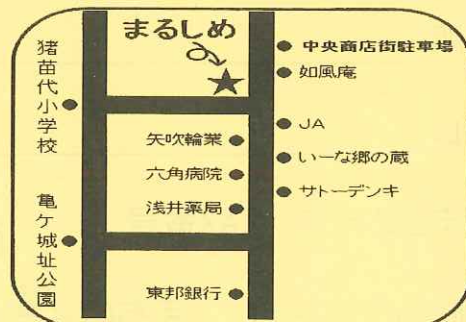 まるしめ
猪苗代小学校
亀ケ城址公園
中央商店街駐車場
如風庵
JA
いーな郷の蔵
サトーデンキ
矢吹輪業
六角病院
浅井薬局
東邦銀行